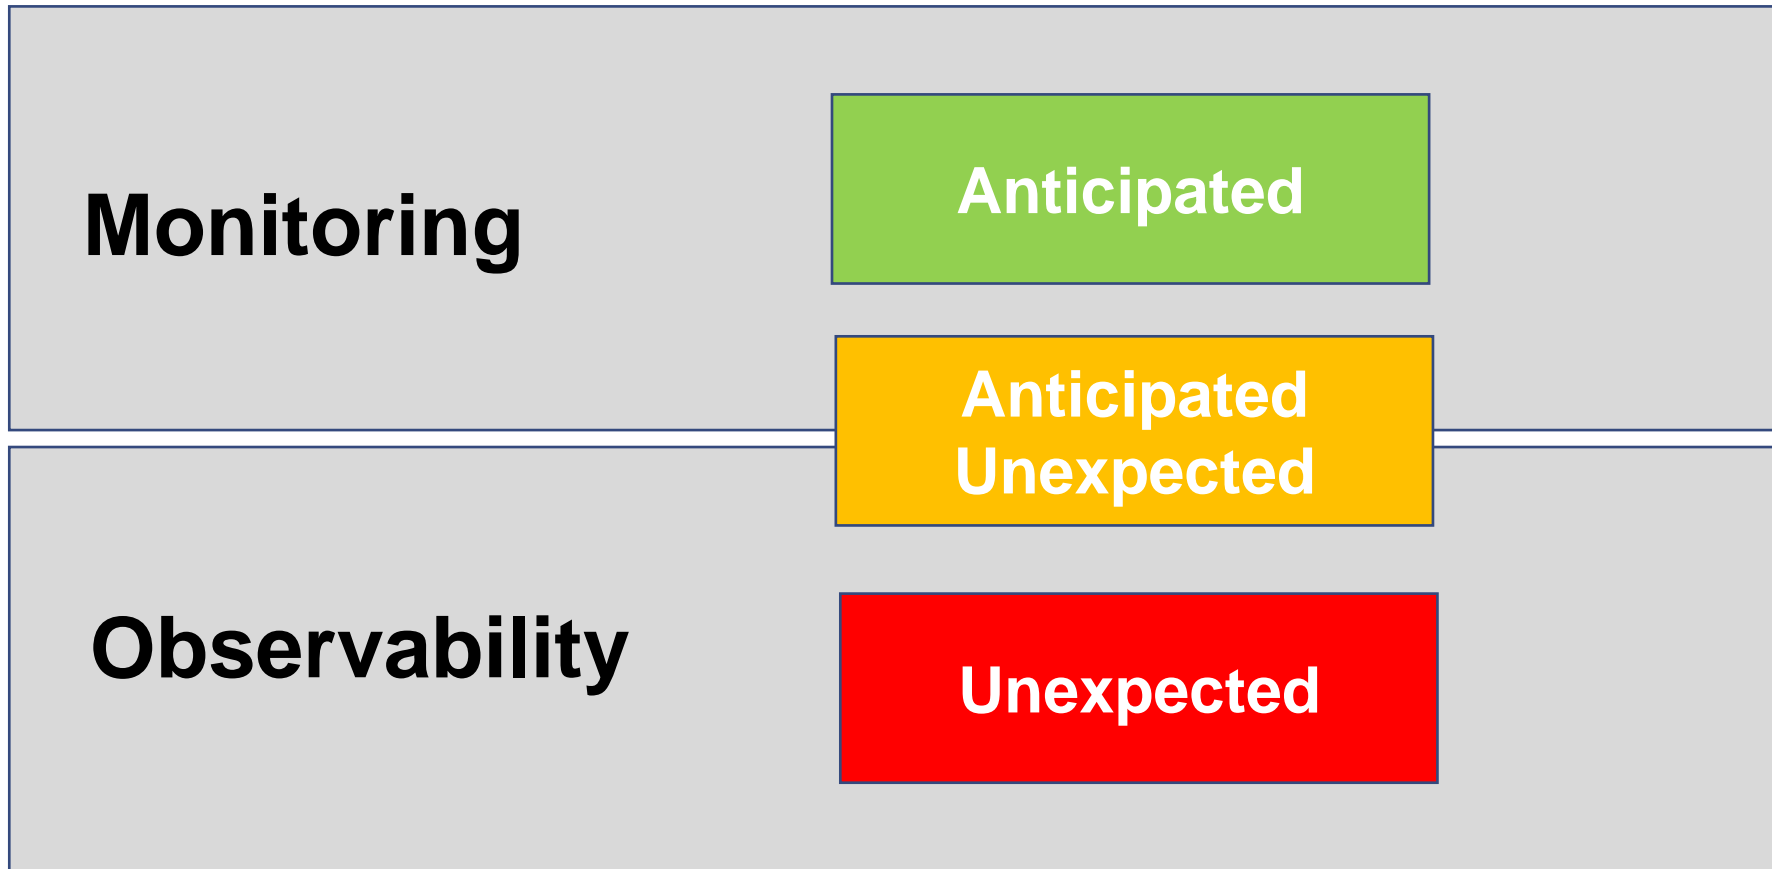 Monitoring
Anticipated
Anticipated
Unexpected
Observability
Unexpected